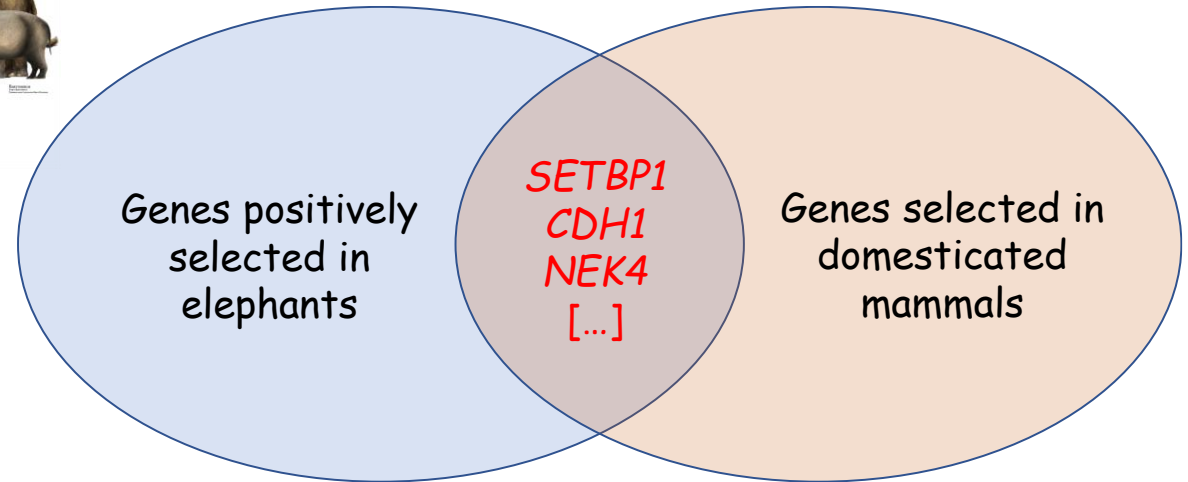 Genes positively
selected in
elephants
SETBP1
CDH1
NEK4
[…]
Genes selected in
domesticated
mammals